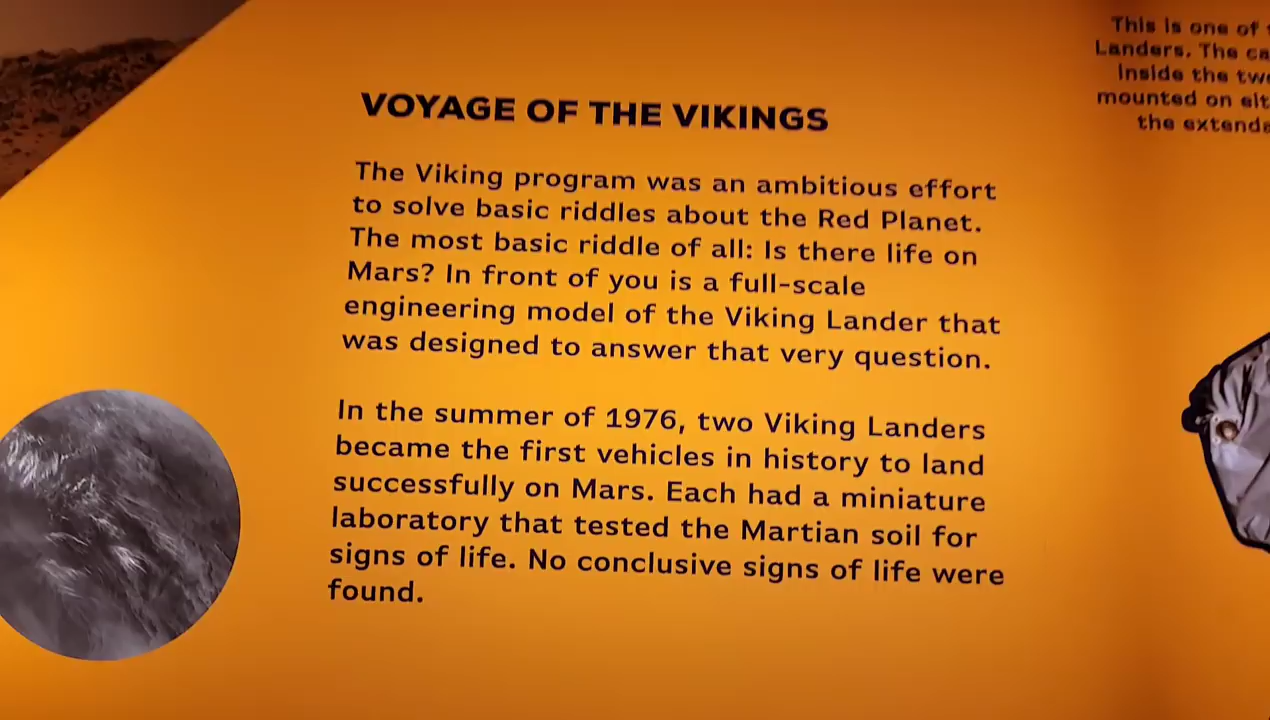 VOYAGE OF THE VIKINGS
The Viking program was an ambitious effort
to solve basic riddles about the Red Planet.
The most basic riddle of all: Is there life on
Mars? In front of you is a full-scale
engineering model of the Viking Lander that
was designed to answer that very question.
In the summer of 1976, two Viking Landers
became the first vehicles in history to land
successfully on Mars. Each had a miniature
laboratory that tested the Martian soil for
signs of life. No conclusive signs of life were
found.
This is one of
Landers. The
inside the
mounted on
the